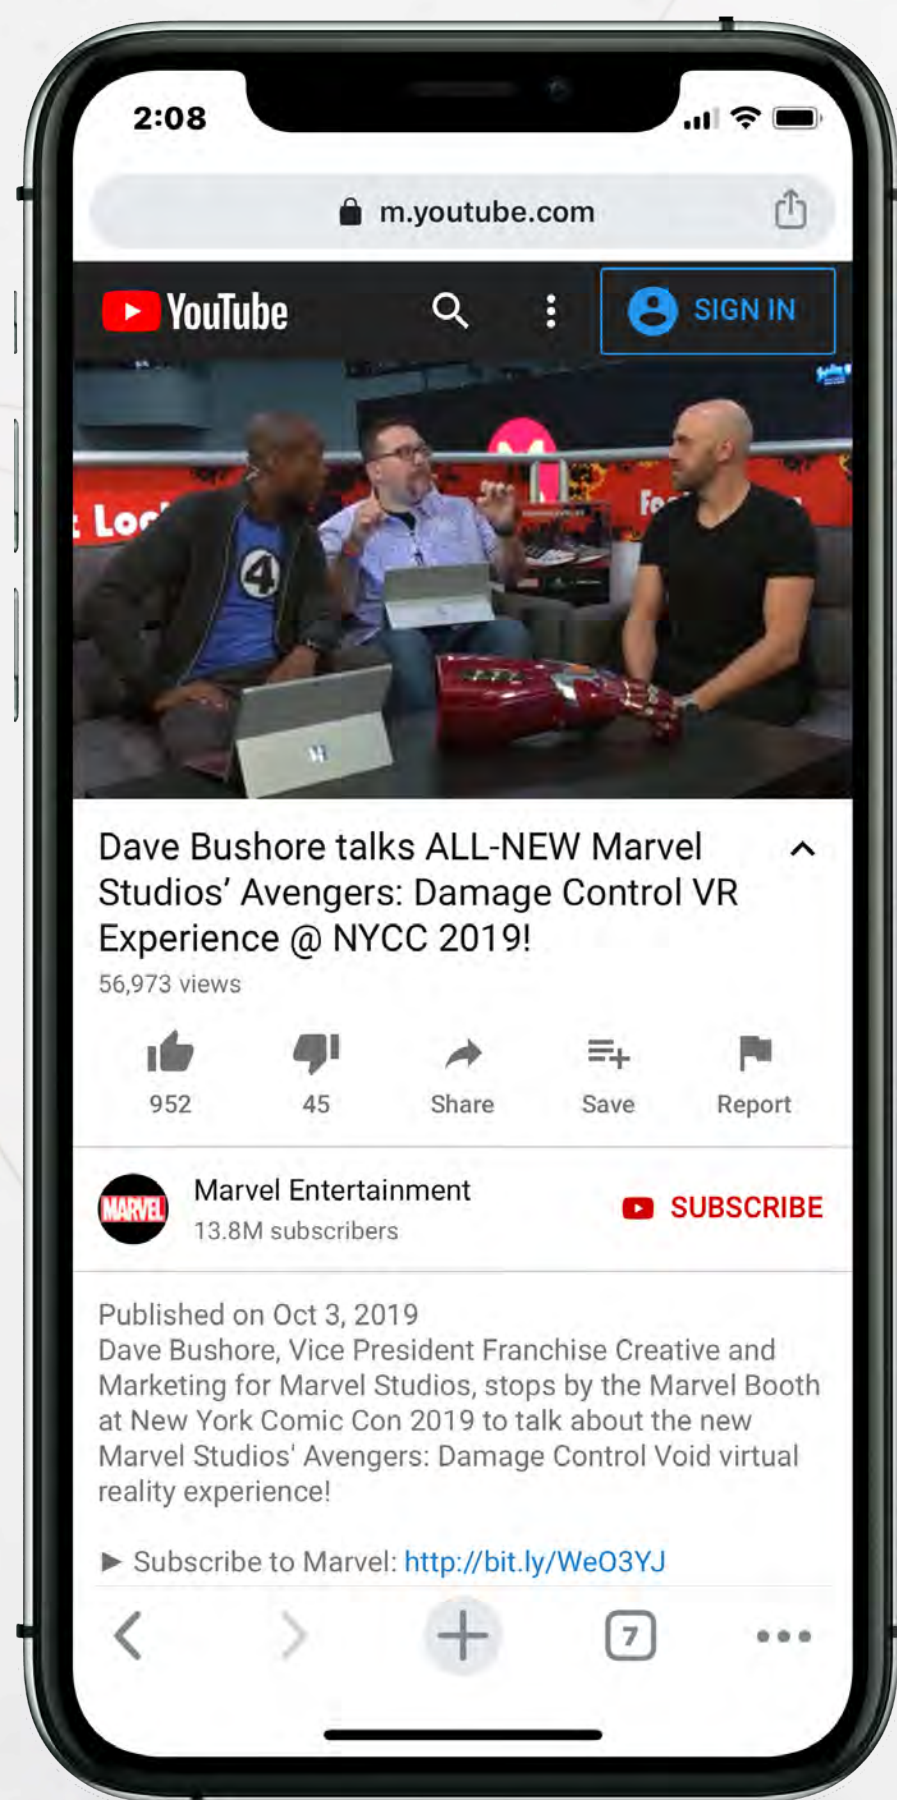 2:08
m.youtube.com
YouTube
SIGN IN
4
Dave Bushore talks ALL-NEW Marvel
Studios’ Avengers: Damage Control VR
Experience @ NYCC 2019!
56,973 views
952
45
Share
Save
Report
MARVEL
Marvel Entertainment
13.8M subscribers
SUBSCRIBE
Published on Oct 3, 2019
Dave Bushore, Vice President Franchise Creative and
Marketing for Marvel Studios, stops by the Marvel Booth
at New York Comic Con 2019 to talk about the new
Marvel Studios' Avengers: Damage Control Void virtual
reality experience!
► Subscribe to Marvel: http://bit.ly/WeO3YJ
7